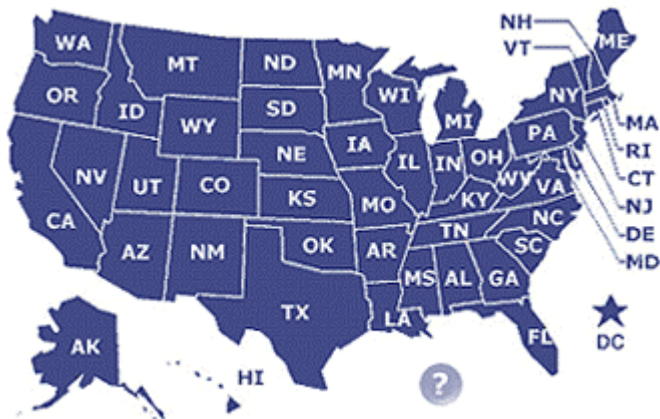 NH
ME
VT
WA
MT
ND
MN
OR
ID
SD
WI
NY
WY
MI
MA
IA
PA
RI
NE
NV
UT
CO
IL
IN
OH
CT
WV
VA
NJ
KS
MO
KY
CA
NC
DE
TN
AZ
NM
OK
AR
SC
MD
MS
AL
GA
TX
LA
FL
DC
AK
HI
?